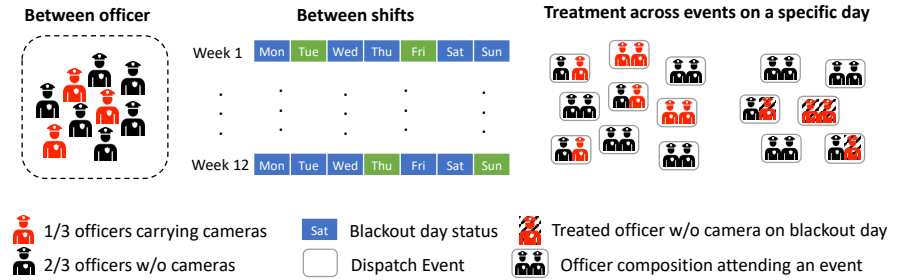 Between officer
Between shifts
Treatment across events on a specific day
Week 1 Mon Tue Wed Thu Fri Sat Sun
Week 12 Mon Tue Wed Thu Fri Sat Sun
1/3 officers carrying cameras
Sat Blackout day status
Treated officer w/o camera on blackout day
2/3 officers w/o cameras
Dispatch Event
Officer composition attending an event